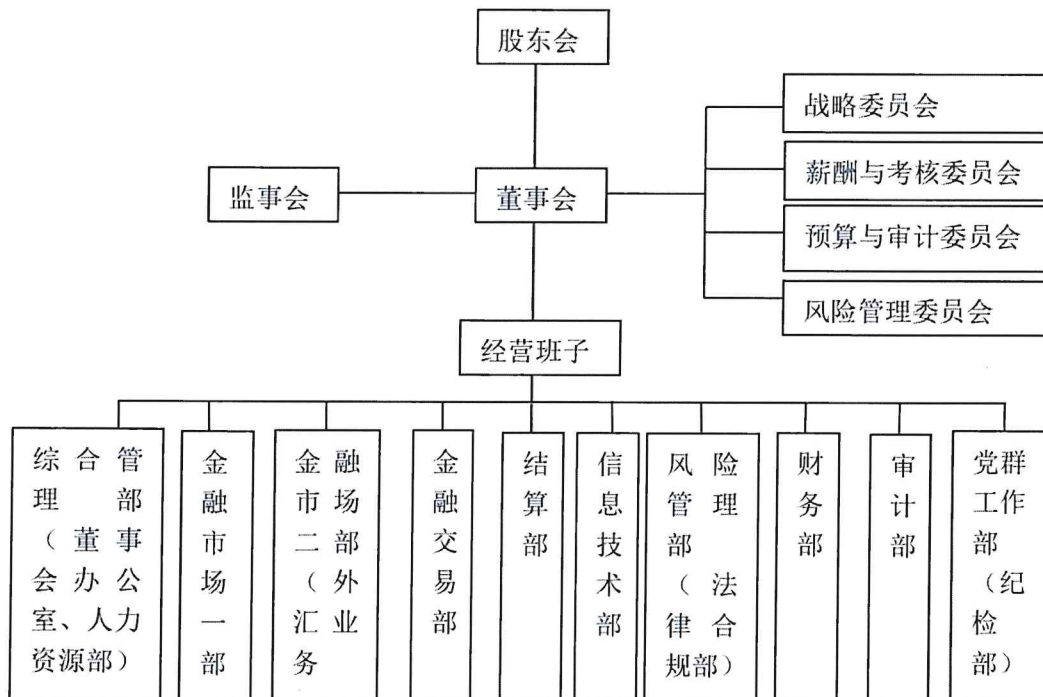 股东会
战略委员会
薪酬与考核委员会
监事会
董事会
预算与审计委员会
风险管理委员会
经营班子
综合管
理部
（董事
会办公
室、人力
资源部）
金
融
市
场
一
部
金融
市场
二部
（外
汇业
务
金
融
交
易
部
结
算
部
信
息
技
术
部
风险
管理
部
（法
律合
规部）
财
务
部
审
计
部
党群
工作
部
（纪
检
部）